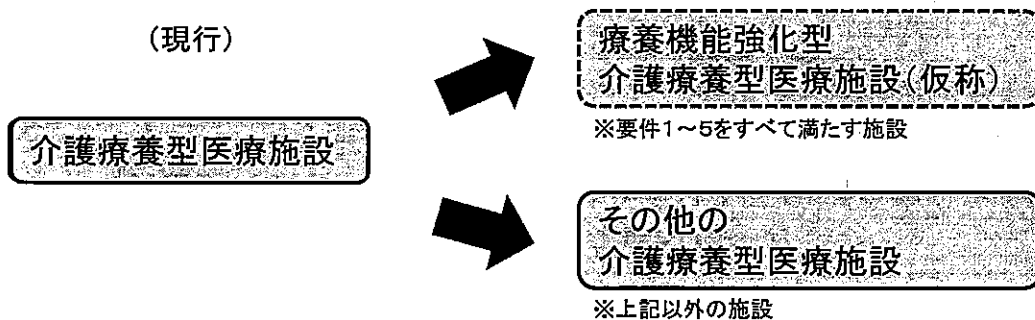 (現行)
介護療養型医療施設
療養機能強化型
介護療養型医療施設(仮称)
※要件1～5をすべて満たす施設
その他の
介護療養型医療施設
※上記以外の施設